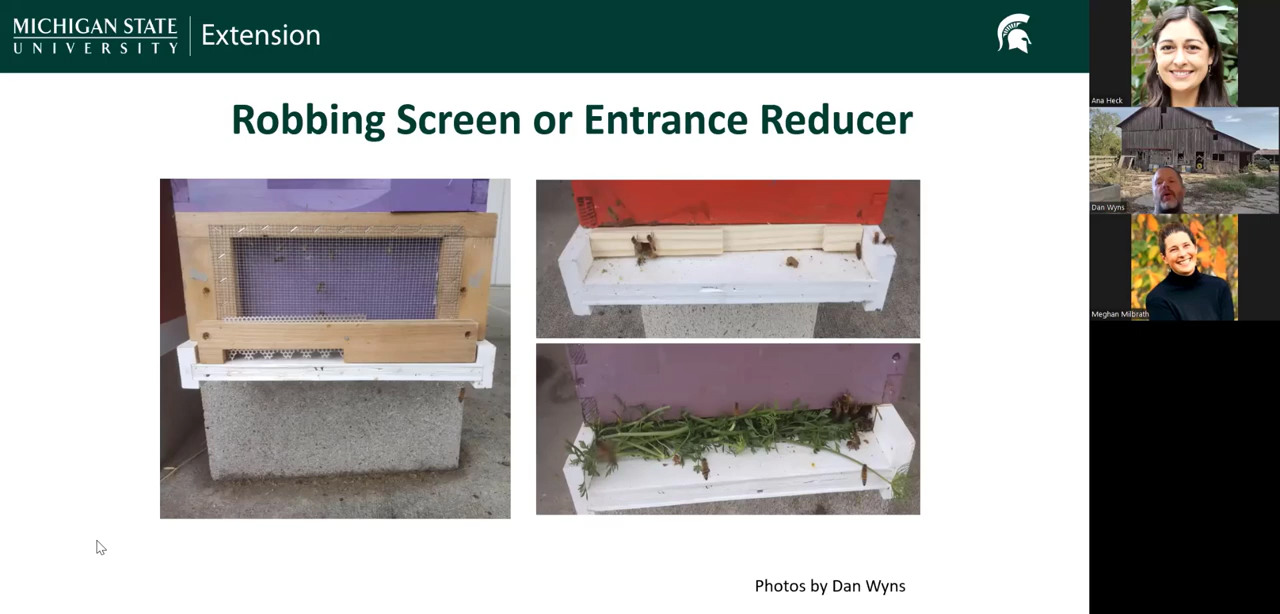 MICHIGAN STATE
UNIVERSITY
Extension
Robbing Screen or Entrance Reducer
Photos by Dan Wyns
Ana Heck
Dan Wyns
Meghan Milbrath